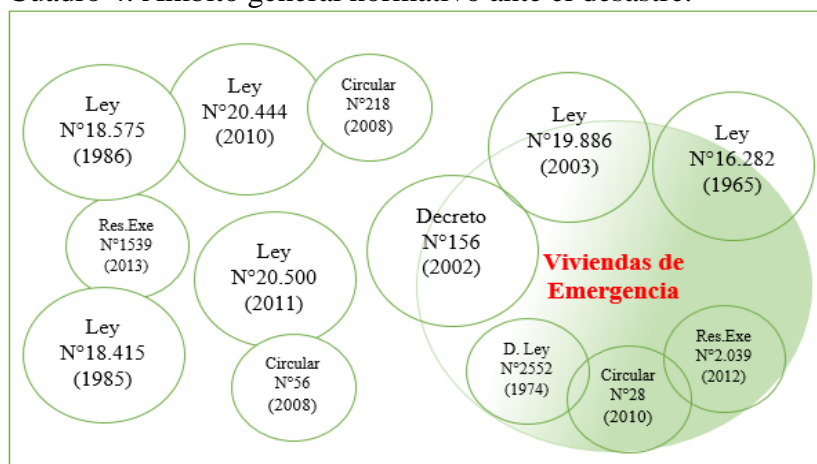 Cuadro 4. Ámbito general normativo ante el desastre.
Ley
N°18.575
(1986)
Ley
N°20.444
(2010)
Circular
N°218
(2008)
Ley
N°19.886
(2003)
Ley
N°16.282
(1965)
Res.Exe
N°1539
(2013)
Ley
N°20.500
(2011)
Decreto
N°156
(2002)
Viviendas de
Emergencia
Ley
N°18.415
(1985)
Circular
N°56
(2008)
D. Ley
N°2552
(1974)
Circular
N°28
(2010)
Res.Exe
N°2.039
(2012)